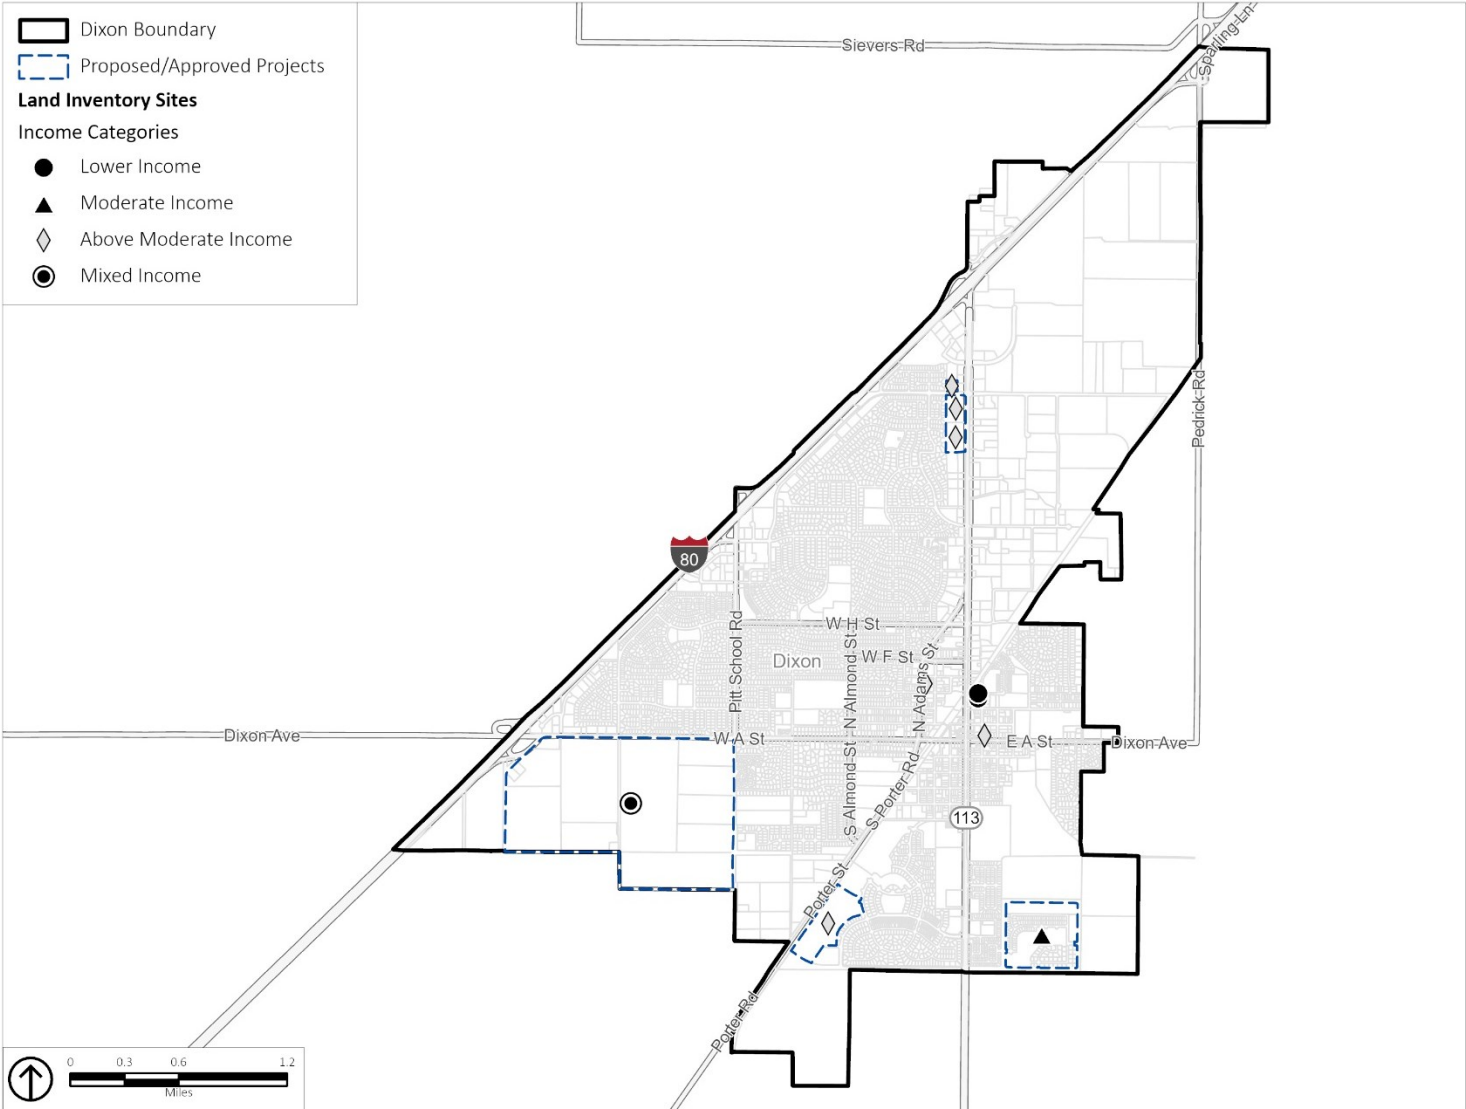 Dixon Boundary
Proposed/Approved Projects
Land Inventory Sites
Income Categories
Lower Income
Moderate Income
Above Moderate Income
Mixed Income
Sievers Rd
Sparling Ln
Pedrick Rd
80
W H St
Pitt School Rd
Dixon
N Almond St
W F St
N Adams St
Dixon Ave
W A St
E A St
Dixon Ave
S Almond St
S Porter Rd
113
Porter St
Porter Rd
0 0.3 0.6 1.2
Miles